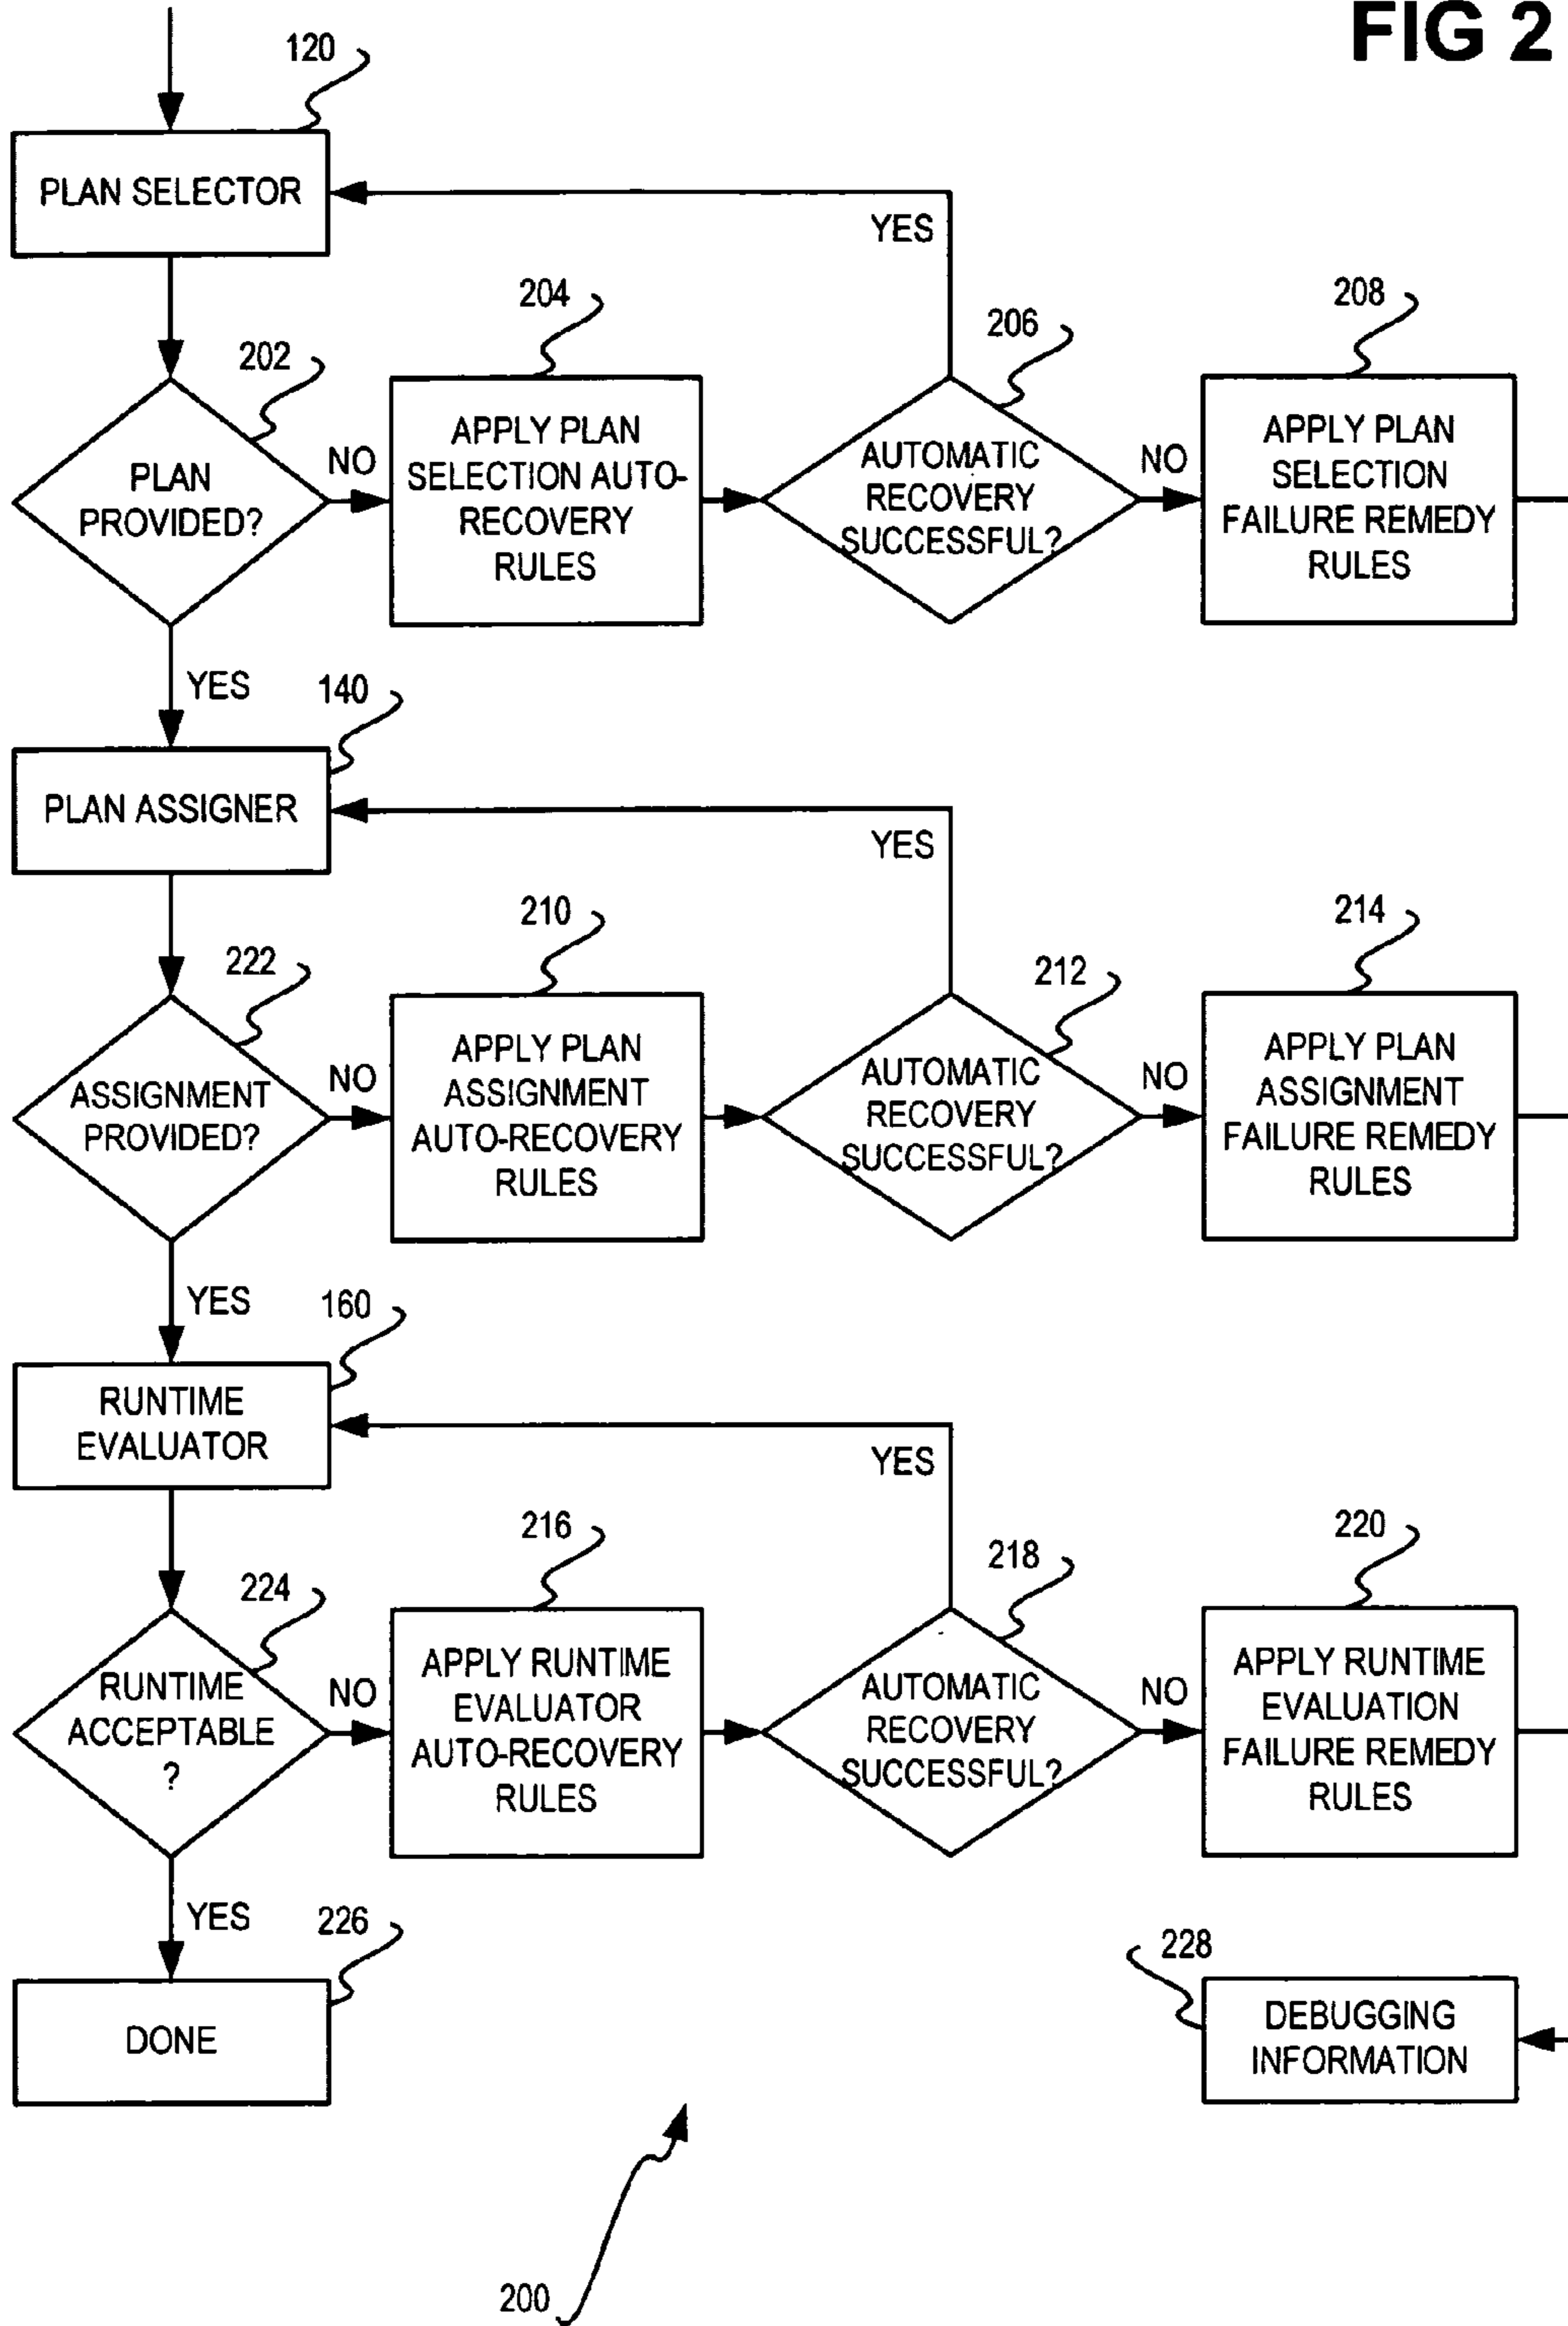 FIG 2
120
PLAN SELECTOR
YES
204
208
206
202
APPLY PLAN
SELECTION AUTO-
RECOVERY
RULES
AUTOMATIC
RECOVERY
SUCCESSFUL?
APPLY PLAN
SELECTION
FAILURE REMEDY
RULES
PLAN
PROVIDED?
NO
NO
YES
140
PLAN ASSIGNER
YES
210
214
222
212
ASSIGNMENT
PROVIDED?
NO
APPLY PLAN
ASSIGNMENT
AUTO-RECOVERY
RULES
AUTOMATIC
RECOVERY
SUCCESSFUL?
NO
APPLY PLAN
ASSIGNMENT
FAILURE REMEDY
RULES
YES
160
RUNTIME
EVALUATOR
YES
216
220
218
224
RUNTIME
ACCEPTABLE
?
NO
APPLY RUNTIME
EVALUATOR
AUTO-RECOVERY
RULES
AUTOMATIC
RECOVERY
SUCCESSFUL?
NO
APPLY RUNTIME
EVALUATION
FAILURE REMEDY
RULES
YES
226
228
DONE
DEBUGGING
INFORMATION
200